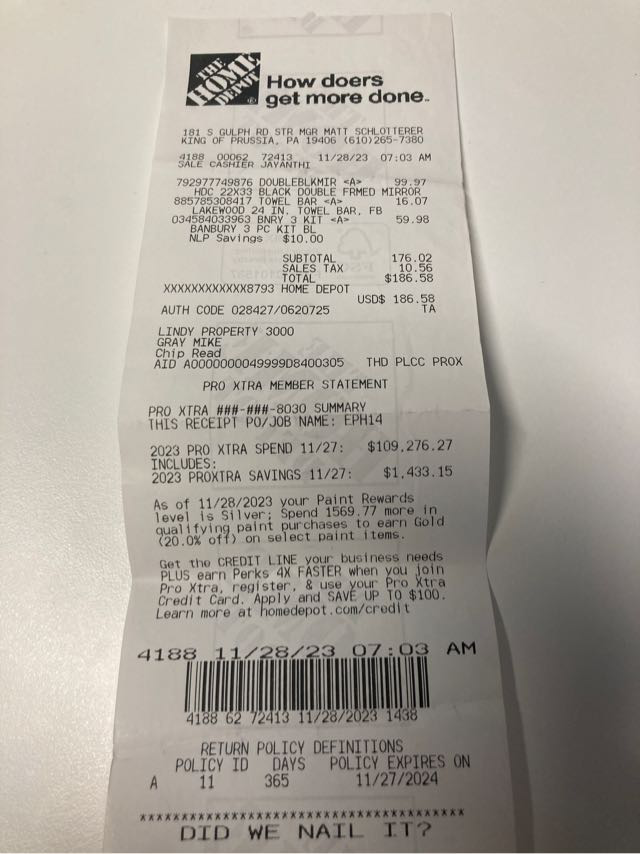 THE HOME DEPOT
How doers
get more done.
181 S GULPH RD STR MGR MATT SCHLOTTERER
KING OF PRUSSIA, PA 19406 (610)265-7380
4188 00062 72413 11/28/23 07:03 AM
SALE CASHIER JAYANTHI
792977749876 DOUBLEBLKMIR <A> 99.97
HDC 22X33 BLACK DOUBLE FRMED MIRROR
885785308417 TOWEL BAR <A> 16.07
LAKEWOOD 24 IN. TOWEL BAR, FB
034584033963 BNRY 3 KIT <A> 59.98
BANBURY 3 PC KIT BL
NLP Savings $10.00
SUBTOTAL 176.02
SALES TAX 10.56
TOTAL $186.58
XXXXXXXXXXXX8793 HOME DEPOT
USD$ 186.58
AUTH CODE 028427/0620725 TA
LINDY PROPERTY 3000
GRAY MIKE
Chip Read
AID A0000000049999D8400305 THD PLCC PROX
PRO XTRA MEMBER STATEMENT
PRO XTRA ###-###-8030 SUMMARY
THIS RECEIPT PO/JOB NAME: EPH14
2023 PRO XTRA SPEND 11/27: $109,276.27
INCLUDES:
2023 PROXTRA SAVINGS 11/27: $1,433.15
As of 11/28/2023 your Paint Rewards
level is Silver; Spend 1569.77 more in
qualifying paint purchases to earn Gold
(20.0% off) on select paint items.
Get the CREDIT LINE your business needs
PLUS earn Perks 4X FASTER when you join
Pro Xtra, register, & use your Pro Xtra
Credit Card. Apply and SAVE UP TO $100.
Learn more at homedepot.com/credit
4188 11/28/23 07:03 AM
4188 62 72413 11/28/2023 1438
RETURN POLICY DEFINITIONS
POLICY ID DAYS POLICY EXPIRES ON
A 11 365 11/27/2024
****************************************
DID WE NAIL IT?